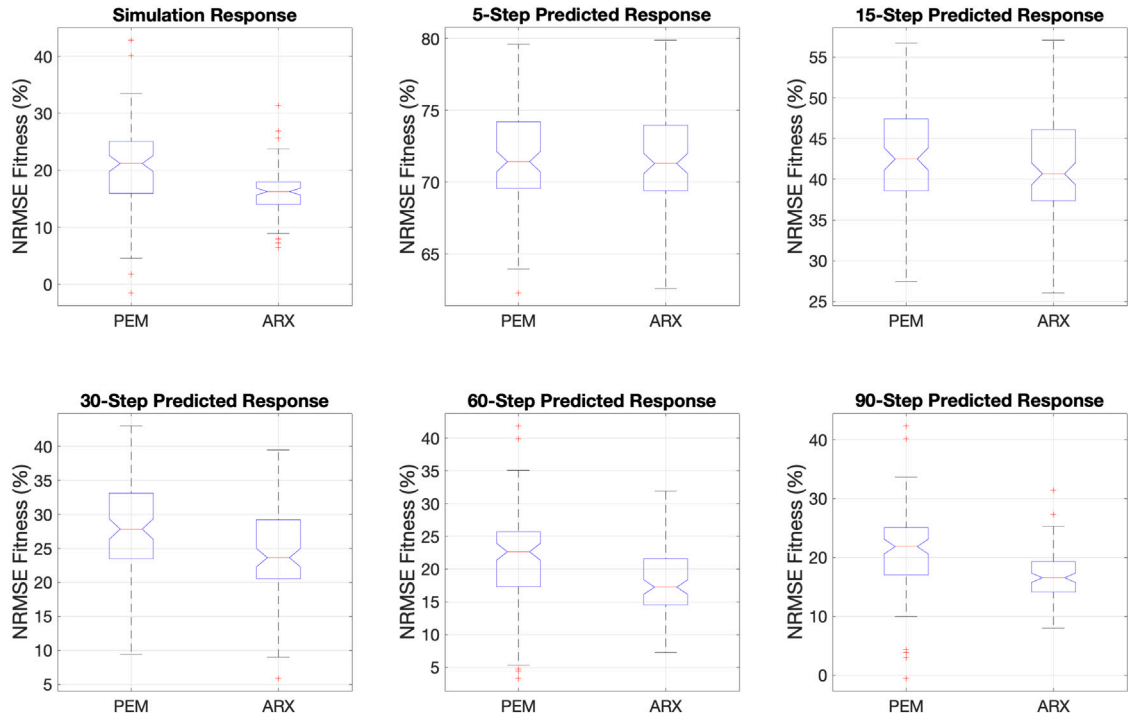 Simulation Response
NRMSE Fitness (%)
40
30
20
10
0
PEM ARX
5-Step Predicted Response
NRMSE Fitness (%)
80
75
70
65
PEM ARX
15-Step Predicted Response
NRMSE Fitness (%)
55
50
45
40
35
30
25
PEM ARX
30-Step Predicted Response
NRMSE Fitness (%)
40
35
30
25
20
15
10
5
PEM ARX
60-Step Predicted Response
NRMSE Fitness (%)
40
35
30
25
20
15
10
5
PEM ARX
90-Step Predicted Response
NRMSE Fitness (%)
40
30
20
10
0
PEM ARX